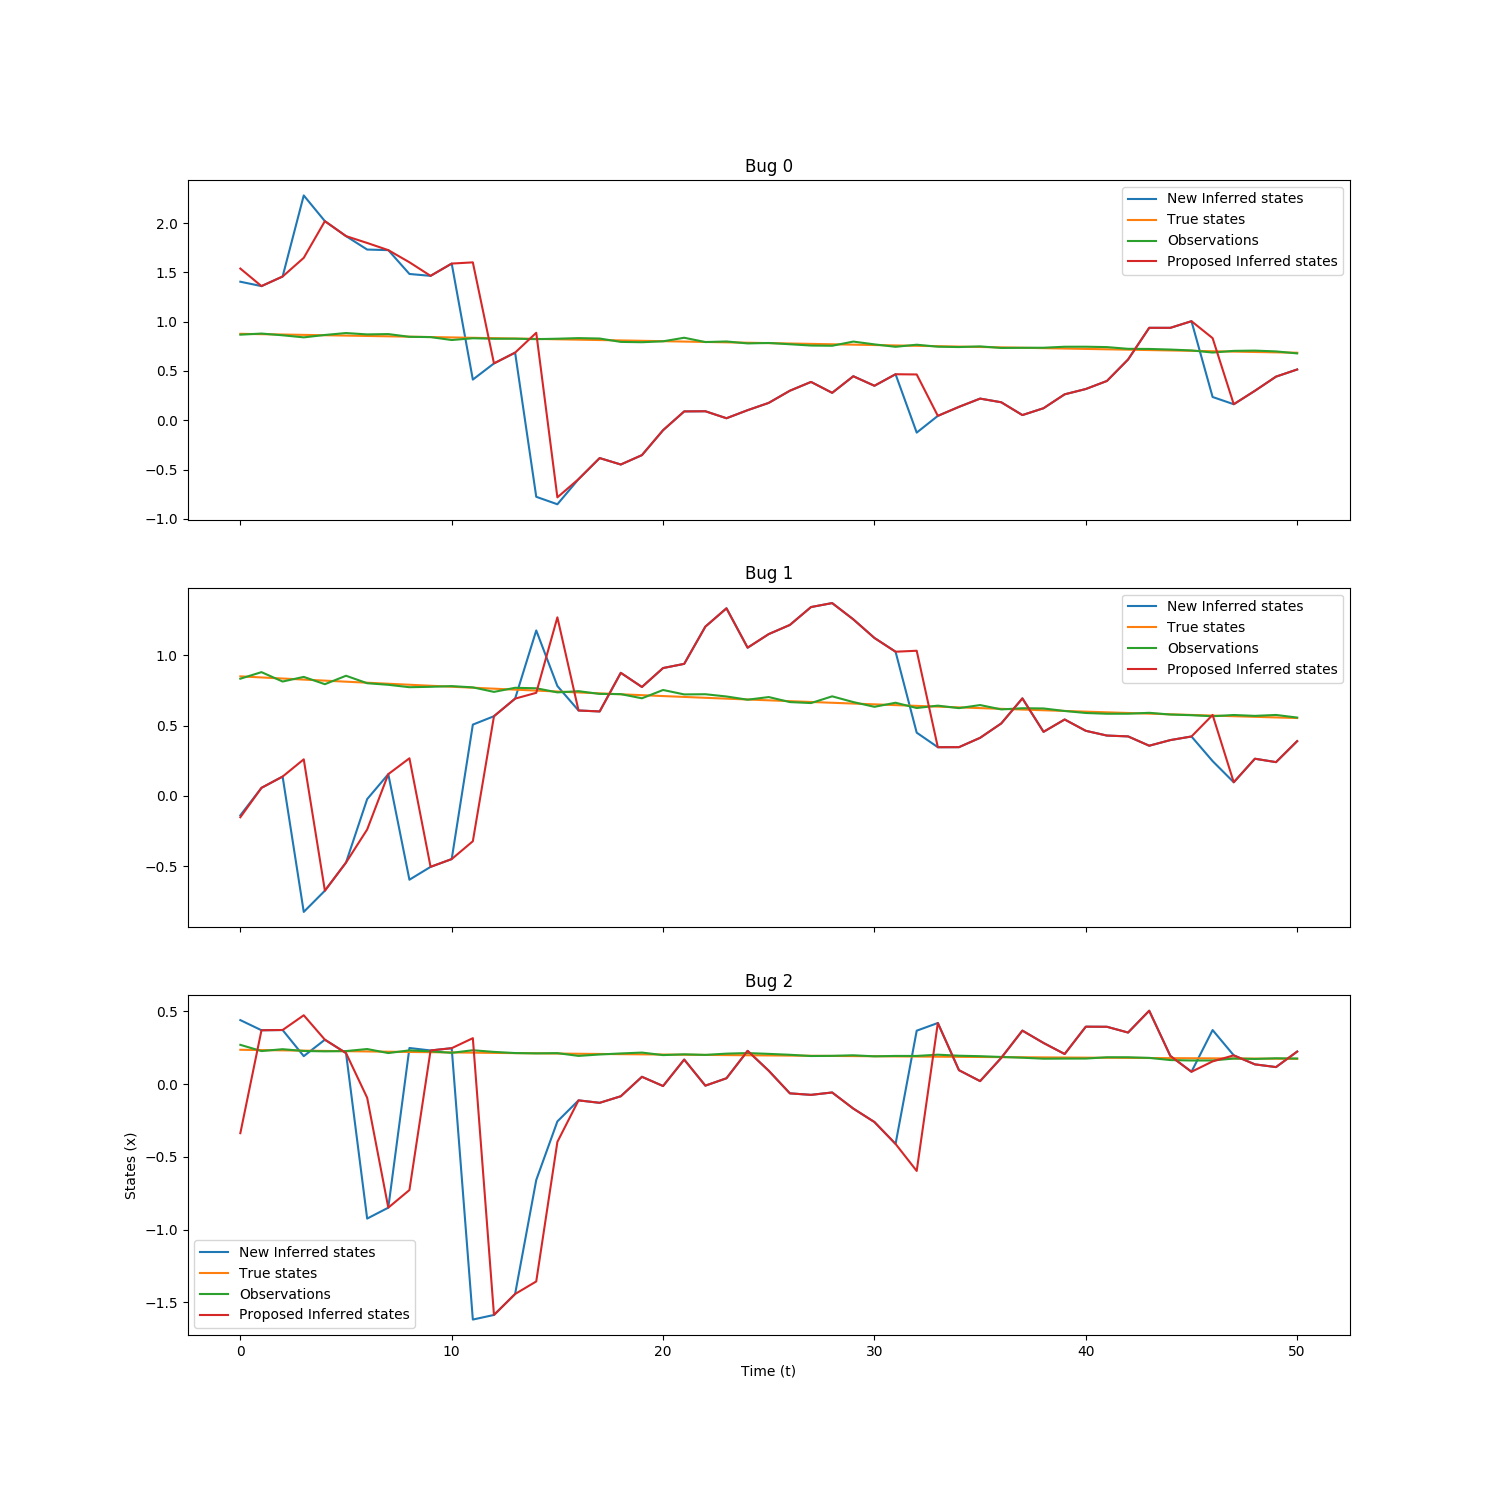 Bug 0
New Inferred states
True states
Observations
Proposed Inferred states
2.0
1.5
1.0
0.5
0.0
−0.5
−1.0
Bug 1
New Inferred states
True states
Observations
Proposed Inferred states
1.0
0.5
0.0
−0.5
Bug 2
0.5
0.0
−0.5
−1.0
−1.5
States (x)
New Inferred states
True states
Observations
Proposed Inferred states
0 10 20 30 40 50
Time (t)